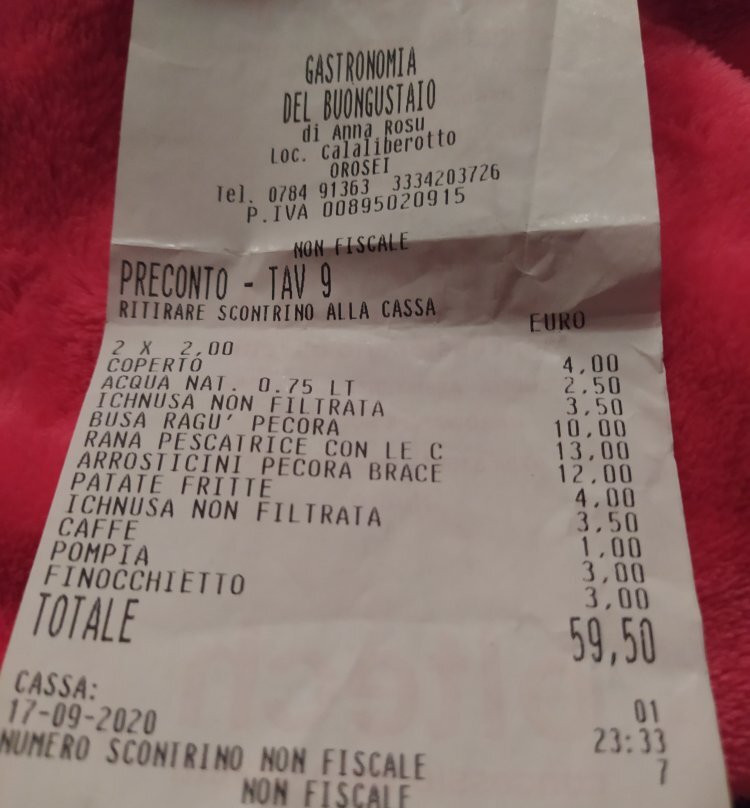 GASTRONOMIA
DEL BUONGUSTAIO
di Anna Rosu
Loc. Calaliberotto
OROSEI
Tel. 0784 91363 3334203726
P.IVA 00895020915
NON FISCALE
PRECONTO - TAV 9
RITIRARE SCONTRINO ALLA CASSA
EURO
2 X 2,00
COPERTO 4,00
ACQUA NAT. 0.75 LT 2,50
ICHNUSA NON FILTRATA 3,50
BUSA RAGU' PECORA 10,00
RANA PESCATRICE CON LE C 13,00
ARROSTICINI PECORA BRACE 12,00
PATATE FRITTE 4,00
ICHNUSA NON FILTRATA 3,50
CAFFE 1,00
POMPIA 3,00
FINOCCHIETTO 3,00
TOTALE 59,50
CASSA: 01
17-09-2020 23:33
NUMERO SCONTRINO NON FISCALE 7
NON FISCALE